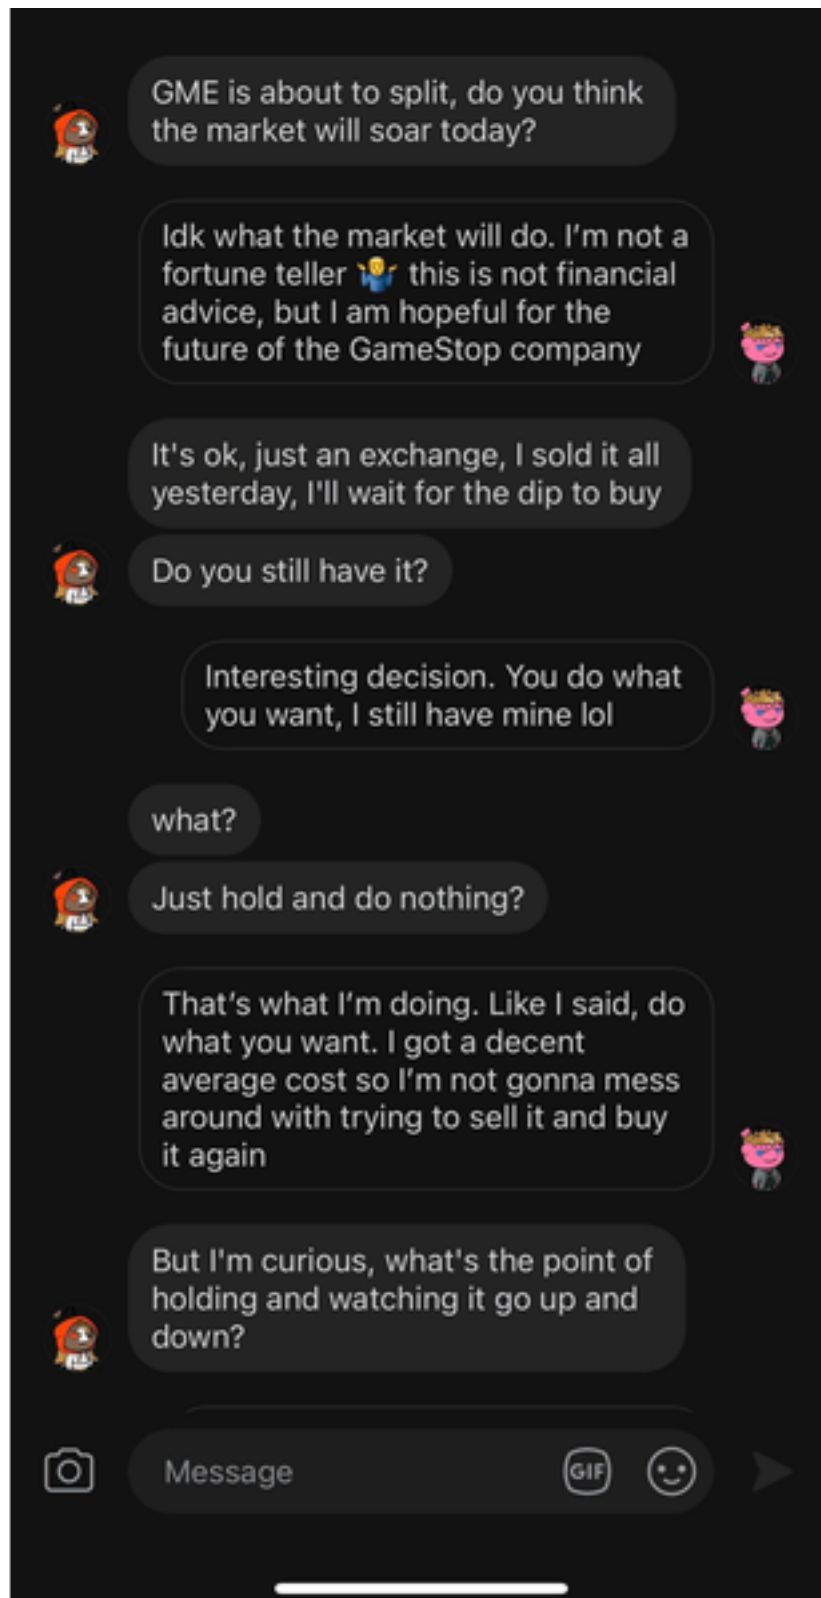 GME is about to split, do you think
the market will soar today?
Idk what the market will do. I'm not a
fortune teller 🤷‍♂️ this is not financial
advice, but I am hopeful for the
future of the GameStop company
It's ok, just an exchange, I sold it all
yesterday, I'll wait for the dip to buy
Do you still have it?
Interesting decision. You do what
you want, I still have mine lol
what?
Just hold and do nothing?
That's what I'm doing. Like I said, do
what you want. I got a decent
average cost so I'm not gonna mess
around with trying to sell it and buy
it again
But I'm curious, what's the point of
holding and watching it go up and
down?
Message
GIF